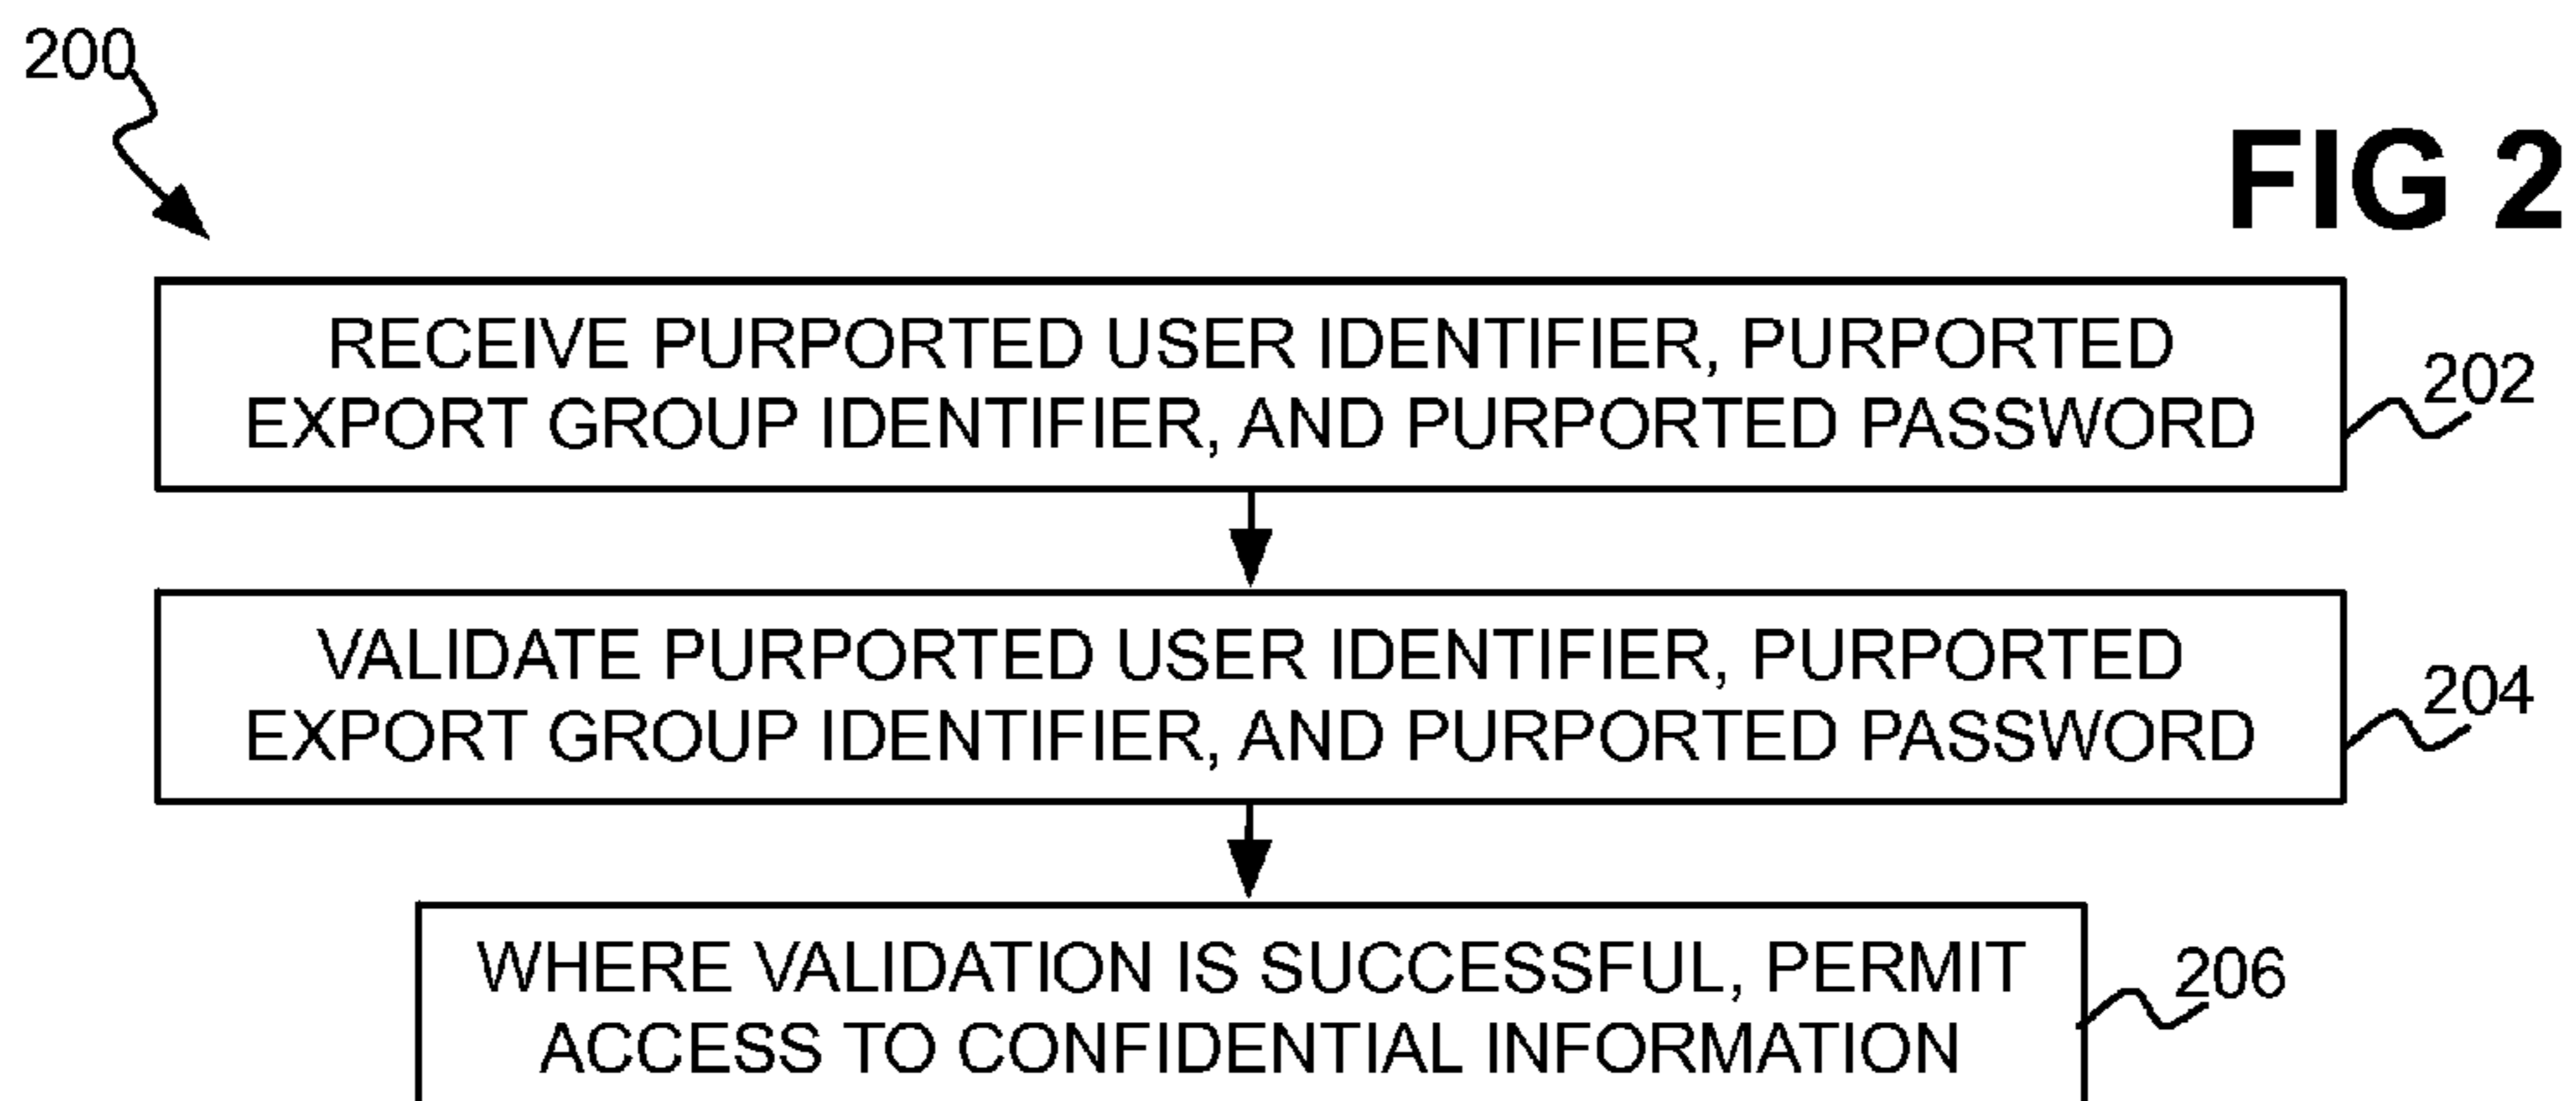 200
FIG 2
RECEIVE PURPORTED USER IDENTIFIER, PURPORTED
EXPORT GROUP IDENTIFIER, AND PURPORTED PASSWORD
202
VALIDATE PURPORTED USER IDENTIFIER, PURPORTED
EXPORT GROUP IDENTIFIER, AND PURPORTED PASSWORD
204
WHERE VALIDATION IS SUCCESSFUL, PERMIT
ACCESS TO CONFIDENTIAL INFORMATION
206